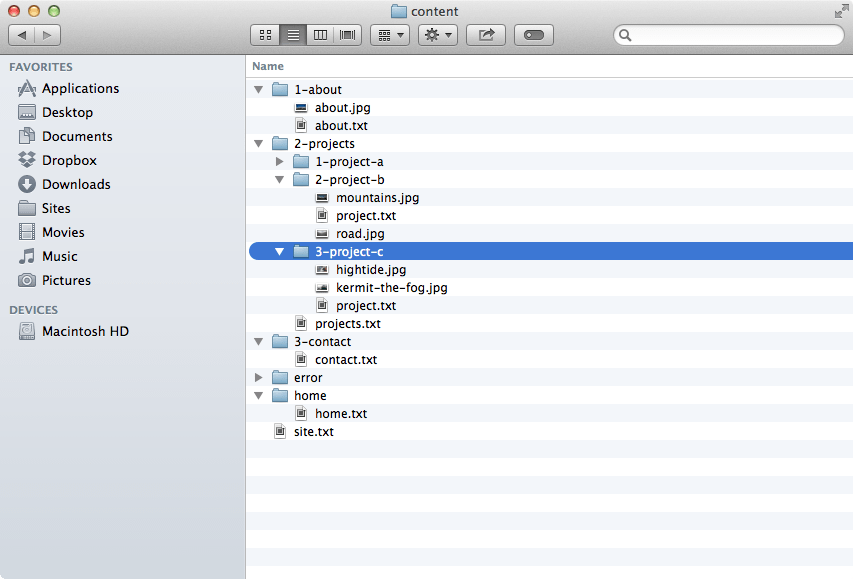 content
FAVORITES
Applications
Desktop
Documents
Dropbox
Downloads
Sites
Movies
Music
Pictures
DEVICES
Macintosh HD
Name
1-about
about.jpg
about.txt
2-projects
1-project-a
2-project-b
mountains.jpg
project.txt
road.jpg
3-project-c
hightide.jpg
kermit-the-fog.jpg
project.txt
projects.txt
3-contact
contact.txt
error
home
home.txt
site.txt